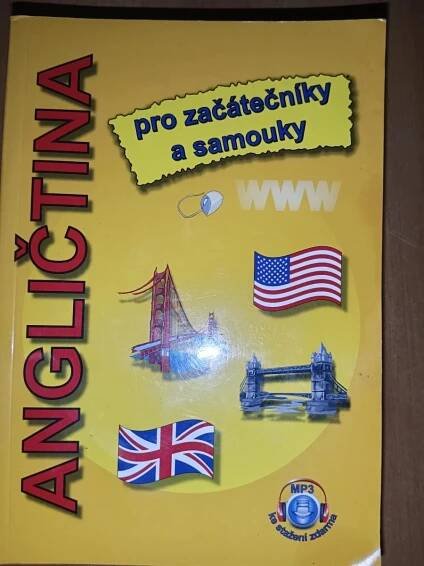 ANGLIČTINA
pro začátečníky
a samouky
WWW
MP3
ke stažení zdarma